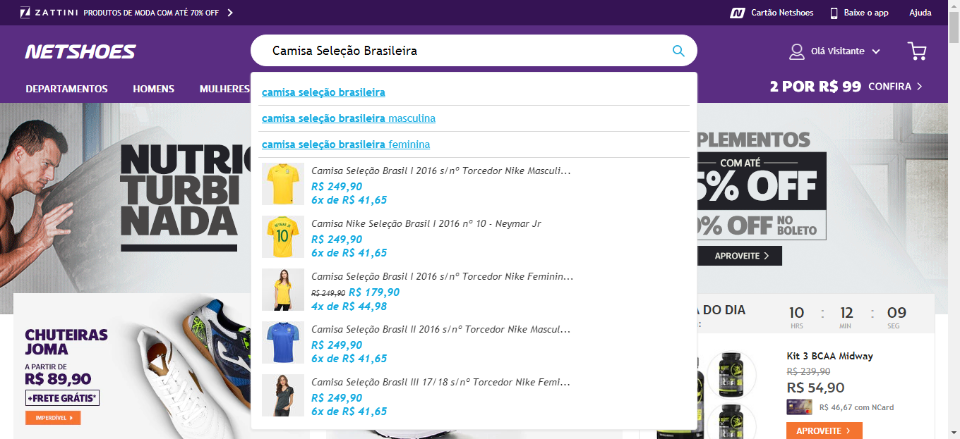 ZATTINI PRODUTOS DE MODA COM ATÉ 70% OFF
Cartão Netshoes
Baixe o app
Ajuda
NETSHOES
Camisa Seleção Brasileira
Olá Visitante
DEPARTAMENTOS
HOMENS
MULHERES
2 POR R$ 99 CONFIRA
camisa seleção brasileira
camisa seleção brasileira masculina
camisa seleção brasileira feminina
Camisa Seleção Brasil I 2016 s/nº Torcedor Nike Masculi...
R$ 249,90
6x de R$ 41,65
Camisa Nike Seleção Brasil I 2016 nº 10 - Neymar Jr
R$ 249,90
6x de R$ 41,65
Camisa Seleção Brasil I 2016 s/nº Torcedor Nike Feminin...
R$ 249,90 R$ 179,90
4x de R$ 44,98
Camisa Seleção Brasil II 2016 s/nº Torcedor Nike Mascul...
R$ 249,90
6x de R$ 41,65
Camisa Seleção Brasil III 17/18 s/nº Torcedor Nike Femi...
R$ 249,90
6x de R$ 41,65
NUTRIÇ
TURBI
NADA
PLEMENTOS
COM ATÉ
5% OFF
0% OFF NO
BOLETO
APROVEITE
CHUTEIRAS
JOMA
A PARTIR DE
R$ 89,90
+FRETE GRÁTIS*
IMPERDÍVEL
A DO DIA
10 : 12 : 09
HRS MIN SEG
Kit 3 BCAA Midway
R$ 239,90
R$ 54,90
R$ 46,67 com NCard
APROVEITE